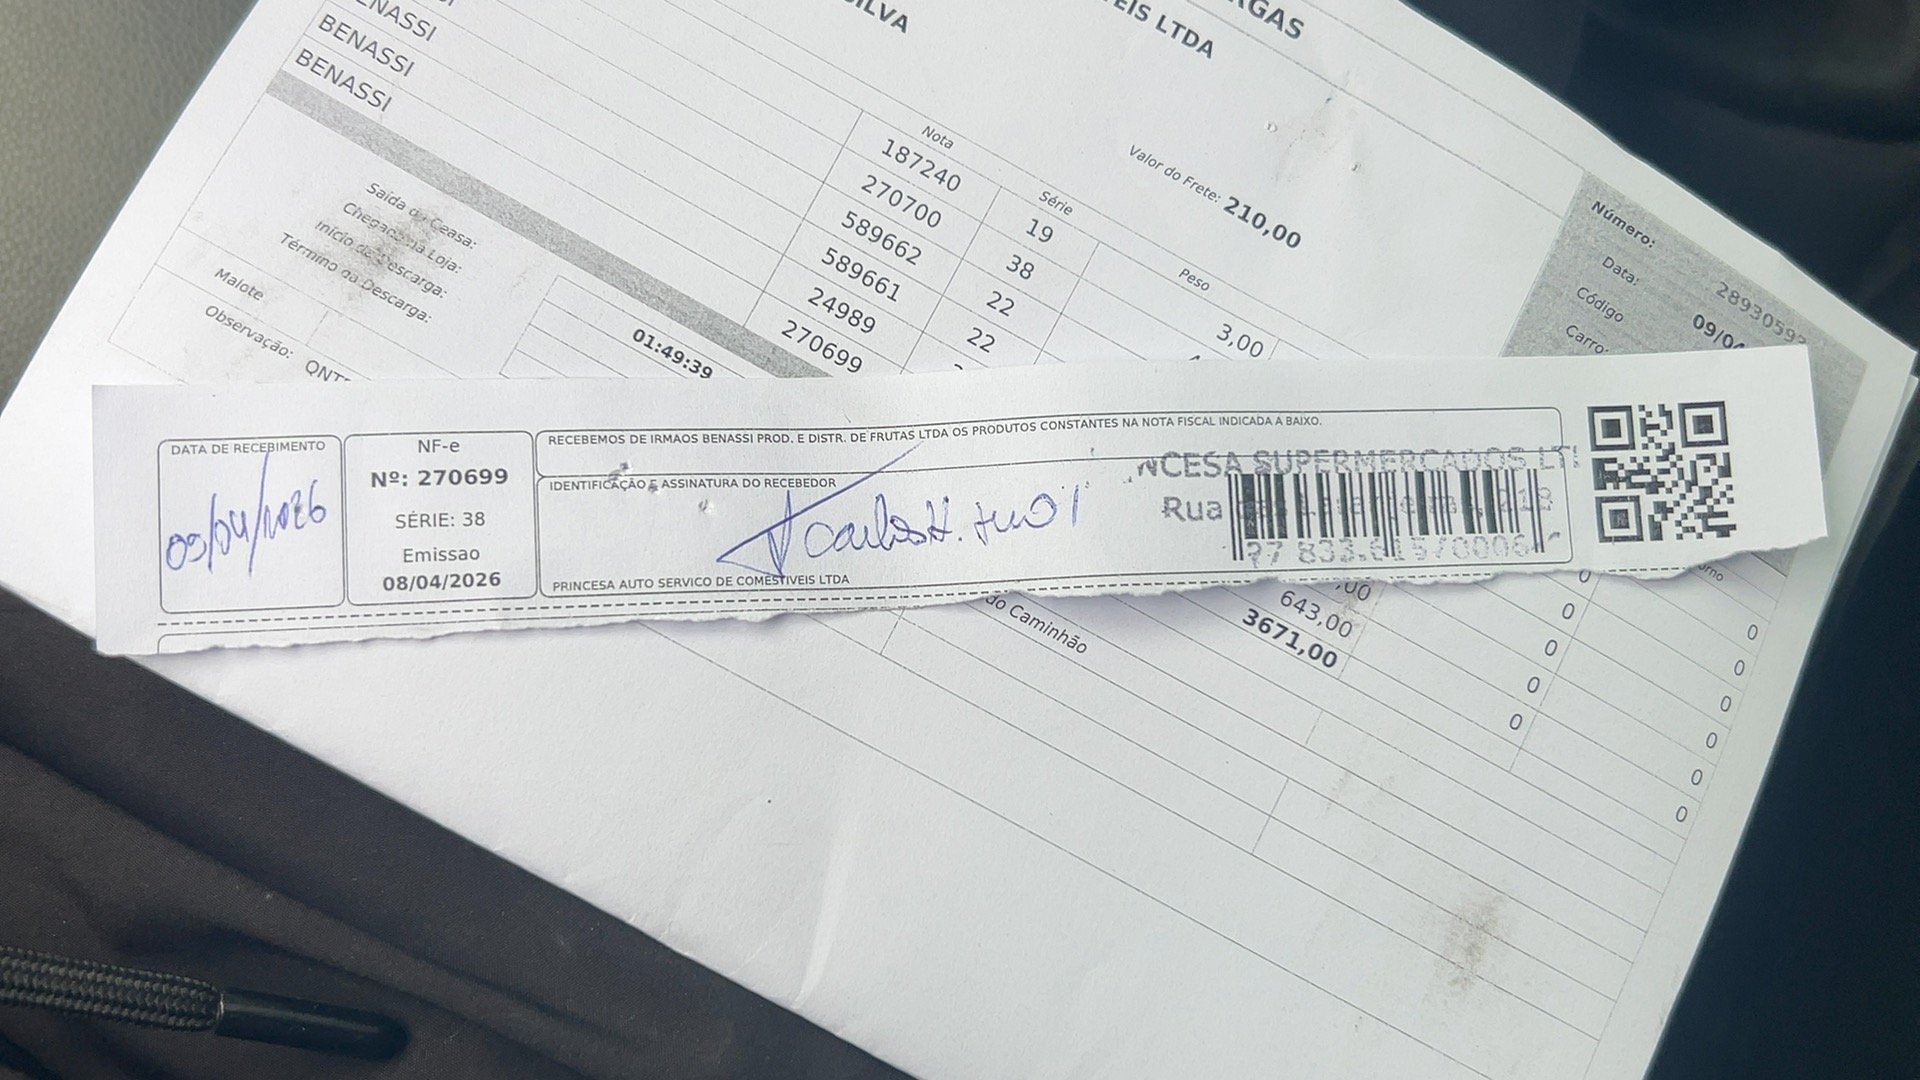 RGAS
EIS LTDA
SILVA
BENASSI
BENASSI
BENASSI
Nota
Série
Peso
187240
19
3,00
270700
38
589662
22
589661
22
24989
270699
Valor do Frete: 210,00
Número:
Data: 09/04
Código
Carro:
Saída do Ceasa:
Chegada na Loja:
Início da Descarga:
Término da Descarga:
01:49:39
Malote
Observação:
DATA DE RECEBIMENTO
09/04/2026
NF-e
Nº: 270699
SÉRIE: 38
Emissao
08/04/2026
RECEBEMOS DE IRMAOS BENASSI PROD. E DISTR. DE FRUTAS LTDA OS PRODUTOS CONSTANTES NA NOTA FISCAL INDICADA A BAIXO.
IDENTIFICAÇÃO E ASSINATURA DO RECEBEDOR
Carlos H.
PRINCESA AUTO SERVICO DE COMESTIVEIS LTDA
NCESA SUPERMERCADOS LT
Rua
,00
643,00
3671,00
do Caminhão
0
0
0
0
0
0
0
0
0
0
0